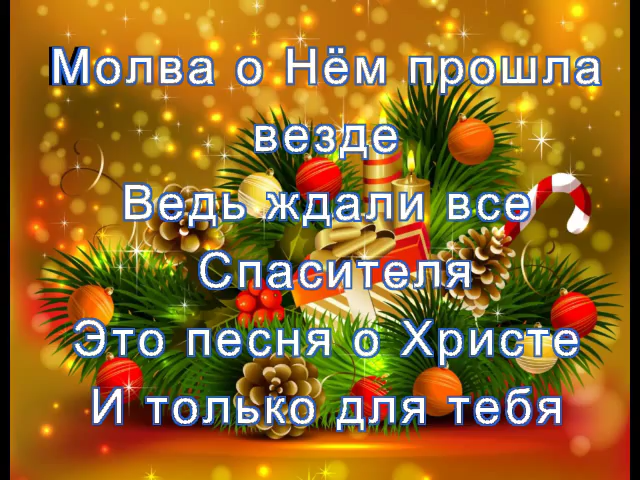 Молва о Нём прошла
везде
Ведь ждали все
Спасителя
Это песня о Христе
И только для тебя